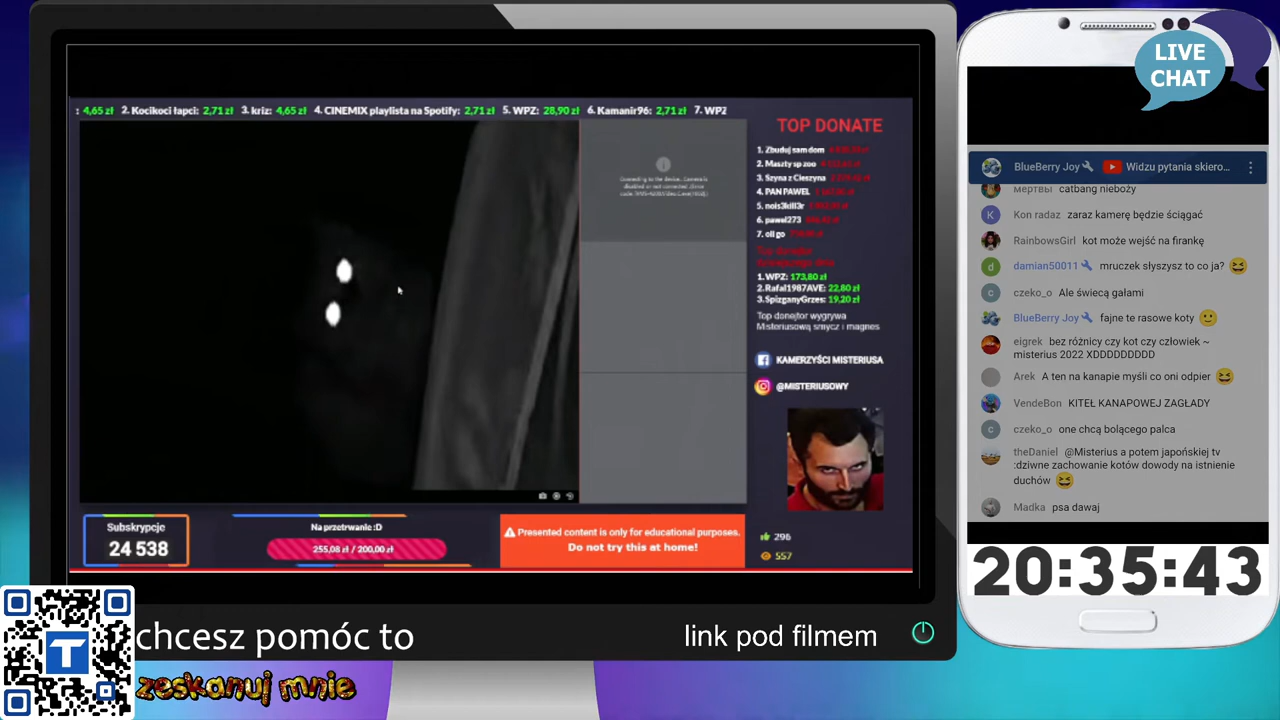 : 4,65 zł 2. Kocikoci łapci: 2,71 zł 3. kriz: 4,65 zł 4. CINEMIX playlista na Spotify: 2,71 zł 5. WPZ: 28,90 zł 6. Kamanir96: 2,71 zł 7. WPZ
TOP DONATE
1. Zbuduj sam dom
2. Maszty sp zoo
3. Szyna z Cieszyna
4. PAN PAWEŁ
5. nois3kill3r
6. pawel273
7. oli go
1.WPZ: 173,80 zł
2.Rafal1987AVE: 22,80 zł
3.SpizganyGrzes: 19,20 zł
Top donejtor wygrywa
Misteriusową smycz i magnes
KAMERZYŚCI MISTERIUSA
@MISTERIUSOWY
Subskrypcje
24 538
Na przetrwanie :D
255,08 zł / 200,00 zł
Presented content is only for educational purposes.
Do not try this at home!
296
557
T
chcesz pomóc to
link pod filmem
zeskanuj mnie
LIVE
CHAT
BlueBerry Joy Widzu pytania skiero...
мертвы catbang nieboży
K Kon radaz zaraz kamerę będzie ściągać
RainbowsGirl kot może wejść na firankę
d damian50011 mruczek słyszysz to co ja?
c czeko_o Ale świecą gałami
BlueBerry Joy fajne te rasowe koty
eigrek bez różnicy czy kot czy człowiek ~
misterius 2022 XDDDDDDDDD
Arek A ten na kanapie myśli co oni odpier
VendeBon KITEŁ KANAPOWEJ ZAGŁADY
c czeko_o one chcą bolącego palca
theDaniel @Misterius a potem japońskiej tv
:dziwne zachowanie kotów dowody na istnienie
duchów
Madka psa dawaj
20:35:43